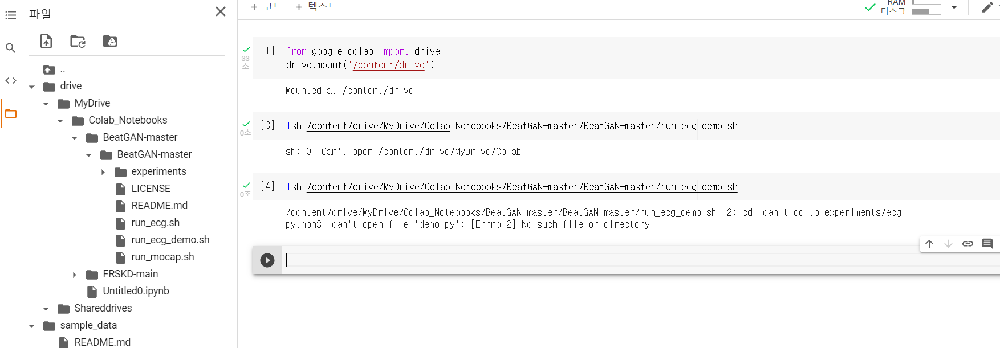 파일
..
drive
MyDrive
Colab_Notebooks
BeatGAN-master
BeatGAN-master
experiments
LICENSE
README.md
run_ecg.sh
run_ecg_demo.sh
run_mocap.sh
FRSKD-main
Untitled0.ipynb
Shareddrives
sample_data
README.md
+ 코드 + 텍스트
RAM
디스크
[1] from google.colab import drive
33 초
drive.mount('/content/drive')
Mounted at /content/drive
[3] !sh /content/drive/MyDrive/Colab Notebooks/BeatGAN-master/BeatGAN-master/run_ecg_demo.sh
0초
sh: 0: Can't open /content/drive/MyDrive/Colab
[4] !sh /content/drive/MyDrive/Colab_Notebooks/BeatGAN-master/BeatGAN-master/run_ecg_demo.sh
0초
/content/drive/MyDrive/Colab_Notebooks/BeatGAN-master/BeatGAN-master/run_ecg_demo.sh: 2: cd: can't cd to experiments/ecg
python3: can't open file 'demo.py': [Errno 2] No such file or directory